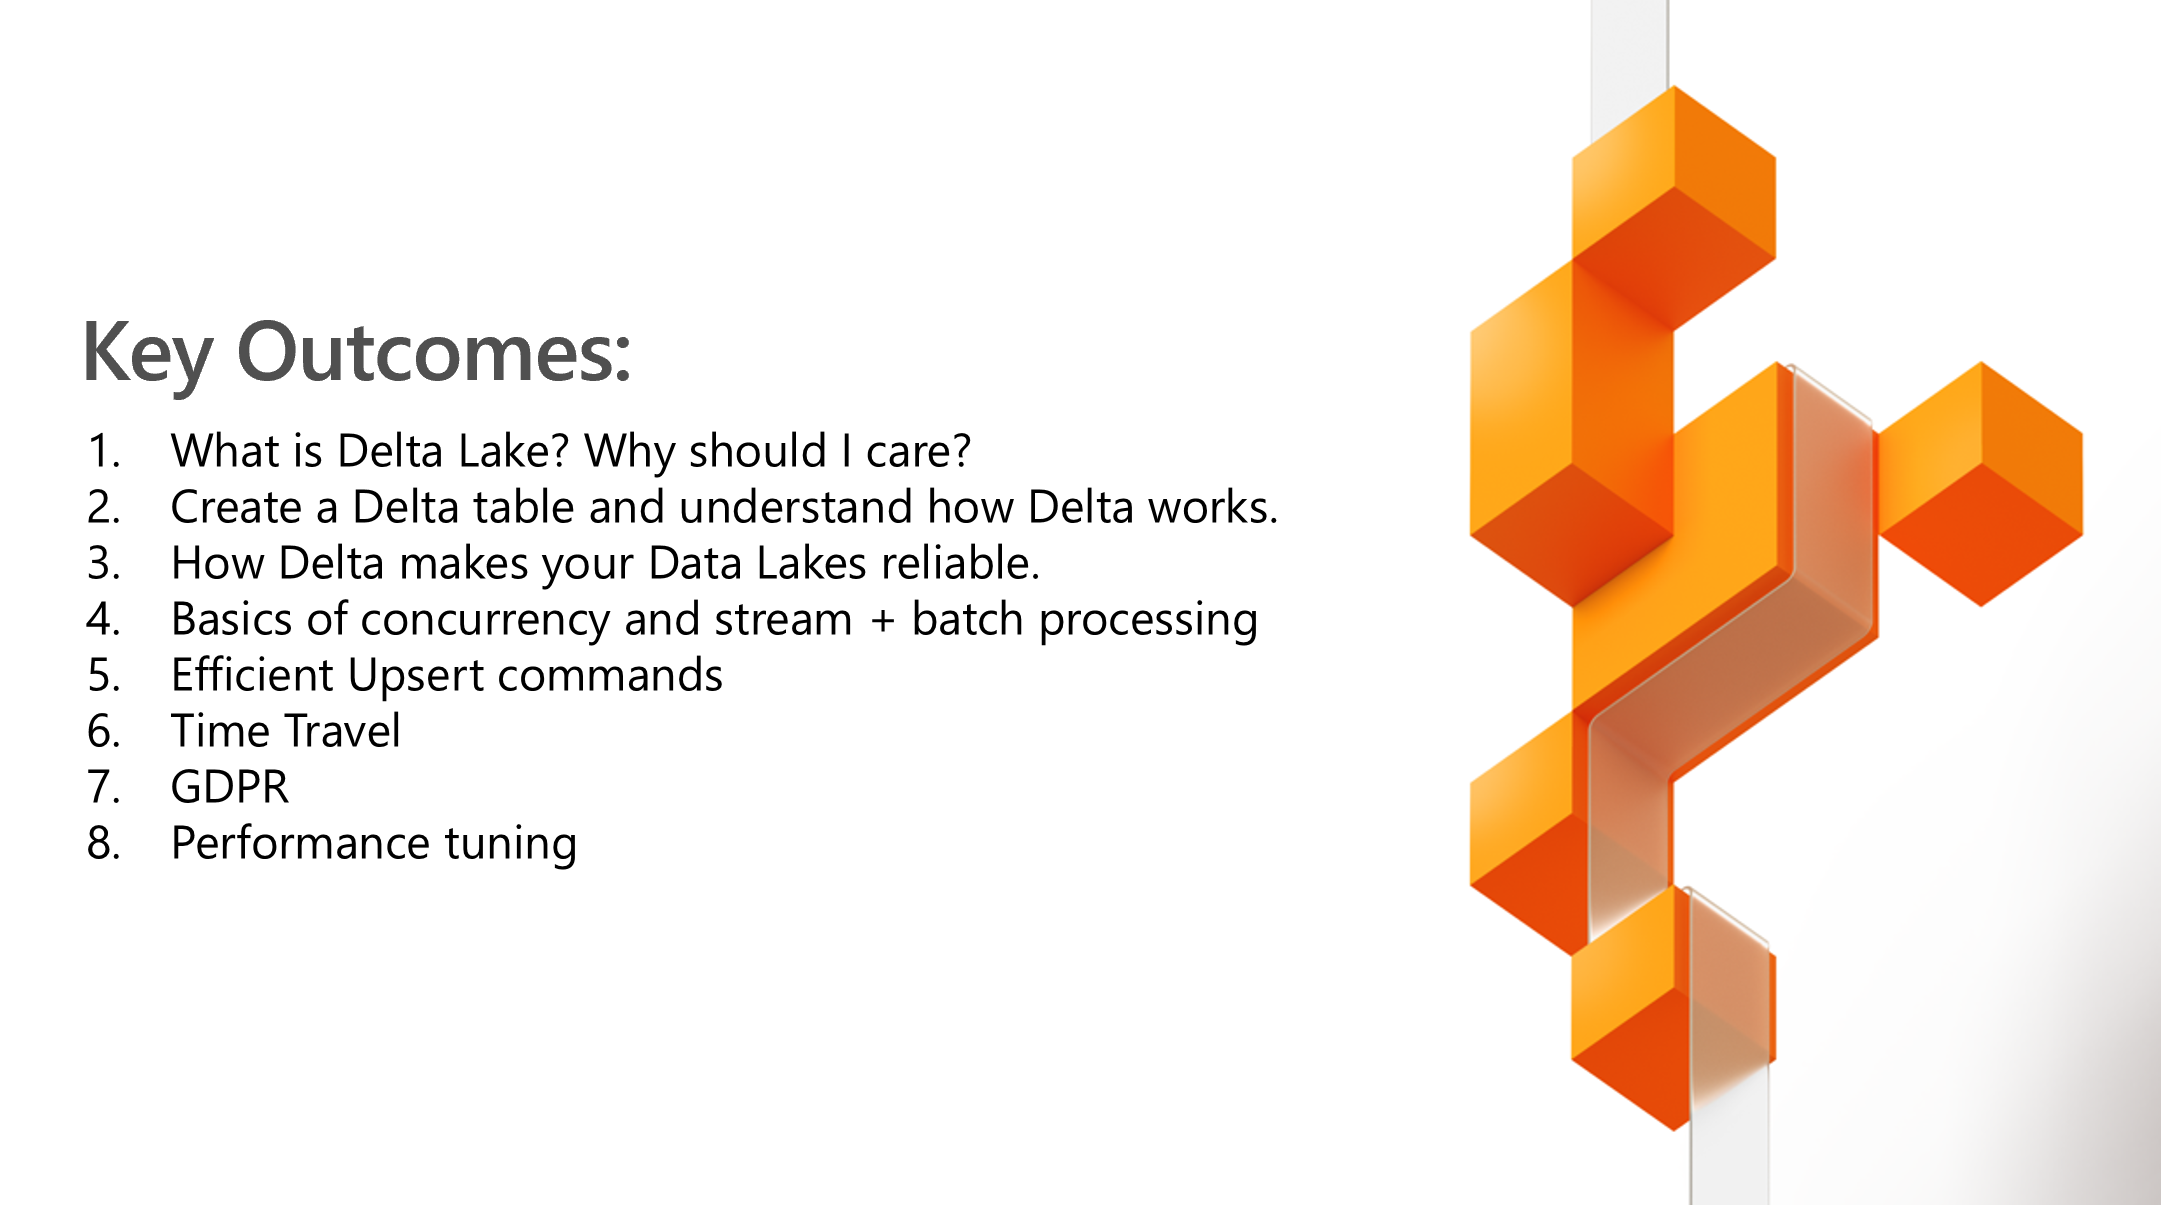 Key Outcomes:
1. What is Delta Lake? Why should I care?
2. Create a Delta table and understand how Delta works.
3. How Delta makes your Data Lakes reliable.
4. Basics of concurrency and stream + batch processing
5. Efficient Upsert commands
6. Time Travel
7. GDPR
8. Performance tuning